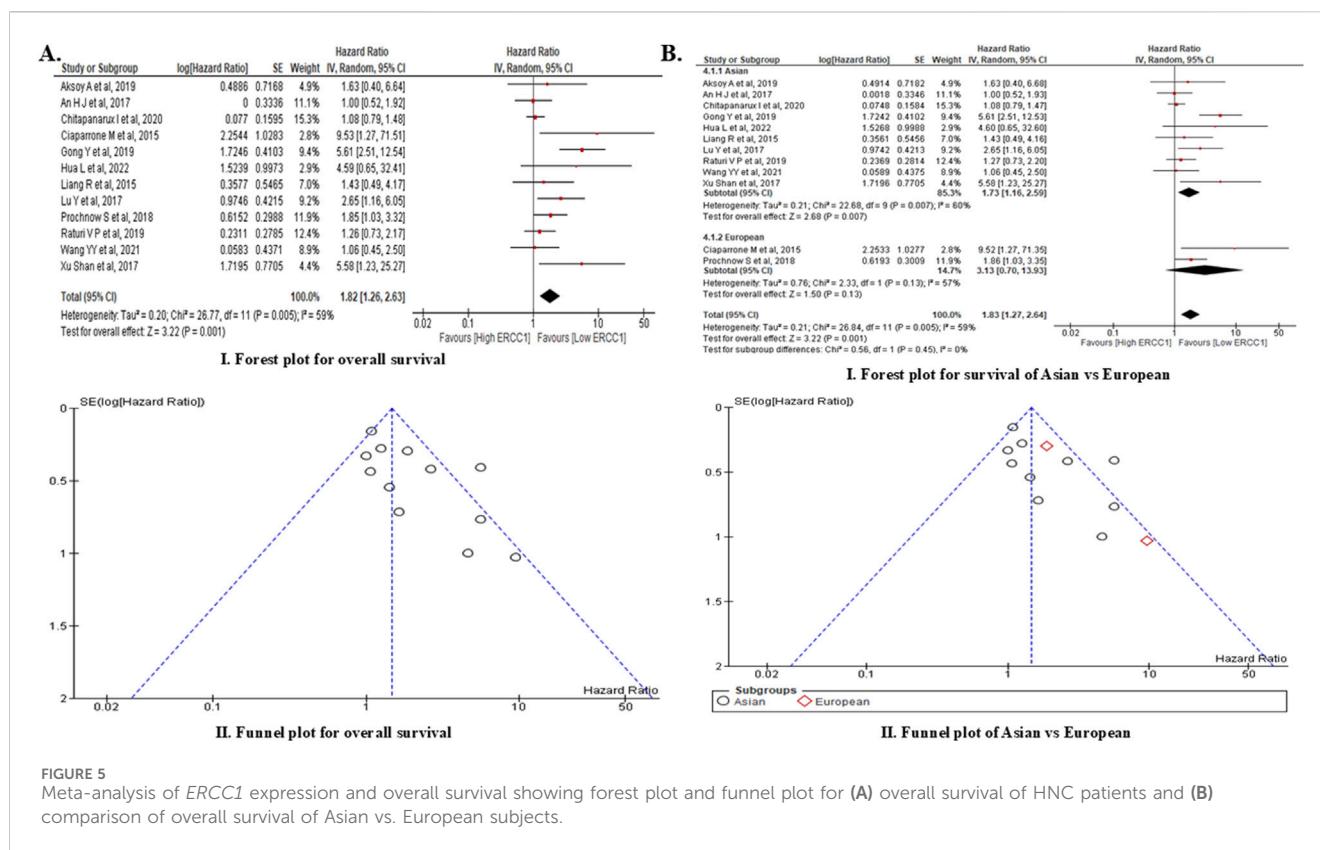 A.
Hazard Ratio Hazard Ratio
Study or Subgroup log[Hazard Ratio] SE Weight IV, Random, 95% CI IV, Random, 95% CI
Aksoy A et al, 2019 0.4886 0.7168 4.9% 1.63 [0.40, 6.64]
An H J et al, 2017 0 0.3336 11.1% 1.00 [0.52, 1.92]
Chitapanarux I et al, 2020 0.077 0.1595 15.3% 1.08 [0.79, 1.48]
Ciaparrone M et al, 2015 2.2544 1.0283 2.8% 9.53 [1.27, 71.51]
Gong Y et al, 2019 1.7246 0.4103 9.4% 5.61 [2.51, 12.54]
Hua L et al, 2022 1.5239 0.9973 2.9% 4.59 [0.65, 32.41]
Liang R et al, 2015 0.3577 0.5465 7.0% 1.43 [0.49, 4.17]
Lu Y et al, 2017 0.9746 0.4215 9.2% 2.65 [1.16, 6.05]
Prochnow S et al, 2018 0.6152 0.2988 11.9% 1.85 [1.03, 3.32]
Raturi V P et al, 2019 0.2311 0.2785 12.4% 1.26 [0.73, 2.17]
Wang YY et al, 2021 0.0583 0.4371 8.9% 1.06 [0.45, 2.50]
Xu Shan et al, 2017 1.7195 0.7705 4.4% 5.58 [1.23, 25.27]
Total (95% CI) 100.0% 1.82 [1.26, 2.63]
Heterogeneity: Tau² = 0.20; Chi² = 26.77, df = 11 (P = 0.005); I² = 59%
Test for overall effect: Z = 3.22 (P = 0.001)
0.02 0.1 1 10 50
Favours [High ERCC1] Favours [Low ERCC1]
I. Forest plot for overall survival
SE(log[Hazard Ratio])
0
0.5
1
1.5
2
Hazard Ratio
0.02 0.1 1 10 50
II. Funnel plot for overall survival
B.
Hazard Ratio Hazard Ratio
Study or Subgroup log[Hazard Ratio] SE Weight IV, Random, 95% CI IV, Random, 95% CI
4.1.1 Asian
Aksoy A et al, 2019 0.4914 0.7182 4.9% 1.63 [0.40, 6.68]
An H J et al, 2017 0.0018 0.3346 11.1% 1.00 [0.52, 1.93]
Chitapanarux I et al, 2020 0.0748 0.1584 15.3% 1.08 [0.79, 1.47]
Gong Y et al, 2019 1.7242 0.4102 9.4% 5.61 [2.51, 12.53]
Hua L et al, 2022 1.5268 0.9988 2.9% 4.60 [0.65, 32.60]
Liang R et al, 2015 0.3561 0.5456 7.0% 1.43 [0.49, 4.16]
Lu Y et al, 2017 0.9742 0.4213 9.2% 2.65 [1.16, 6.05]
Raturi V P et al, 2019 0.2369 0.2814 12.4% 1.27 [0.73, 2.20]
Wang YY et al, 2021 0.0589 0.4375 8.9% 1.06 [0.45, 2.50]
Xu Shan et al, 2017 1.7196 0.7705 4.4% 5.58 [1.23, 25.27]
Subtotal (95% CI) 85.3% 1.73 [1.16, 2.59]
Heterogeneity: Tau² = 0.21; Chi² = 22.68, df = 9 (P = 0.007); I² = 60%
Test for overall effect: Z = 2.68 (P = 0.007)
4.1.2 European
Ciaparrone M et al, 2015 2.2533 1.0277 2.8% 9.52 [1.27, 71.35]
Prochnow S et al, 2018 0.6193 0.3009 11.9% 1.86 [1.03, 3.35]
Subtotal (95% CI) 14.7% 3.13 [0.70, 13.93]
Heterogeneity: Tau² = 0.76; Chi² = 2.33, df = 1 (P = 0.13); I² = 57%
Test for overall effect: Z = 1.50 (P = 0.13)
Total (95% CI) 100.0% 1.83 [1.27, 2.64]
Heterogeneity: Tau² = 0.21; Chi² = 26.84, df = 11 (P = 0.005); I² = 59%
Test for overall effect: Z = 3.22 (P = 0.001)
Test for subgroup differences: Chi² = 0.56, df = 1 (P = 0.45), I² = 0%
0.02 0.1 1 10 50
Favours [High ERCC1] Favours [Low ERCC1]
I. Forest plot for survival of Asian vs European
SE(log[Hazard Ratio])
0
0.5
1
1.5
2
Hazard Ratio
0.02 0.1 1 10 50
Subgroups
Asian European
II. Funnel plot of Asian vs European
FIGURE 5
Meta-analysis of ERCC1 expression and overall survival showing forest plot and funnel plot for (A) overall survival of HNC patients and (B)
comparison of overall survival of Asian vs. European subjects.